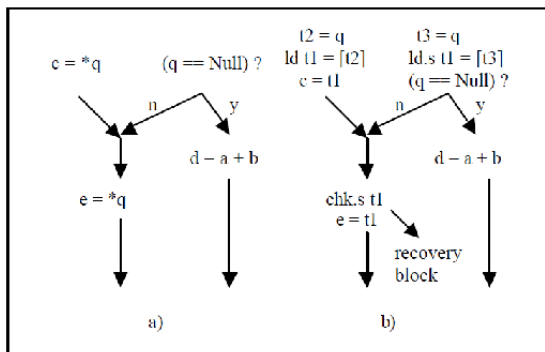 c = *q
(q == Null) ?
n
y
d – a + b
e = *q
a)
t2 = q
ld t1 = [t2]
c = t1
t3 = q
ld.s t1 = [t3]
(q == Null) ?
n
y
d – a + b
chk.s t1
e = t1
recovery
block
b)